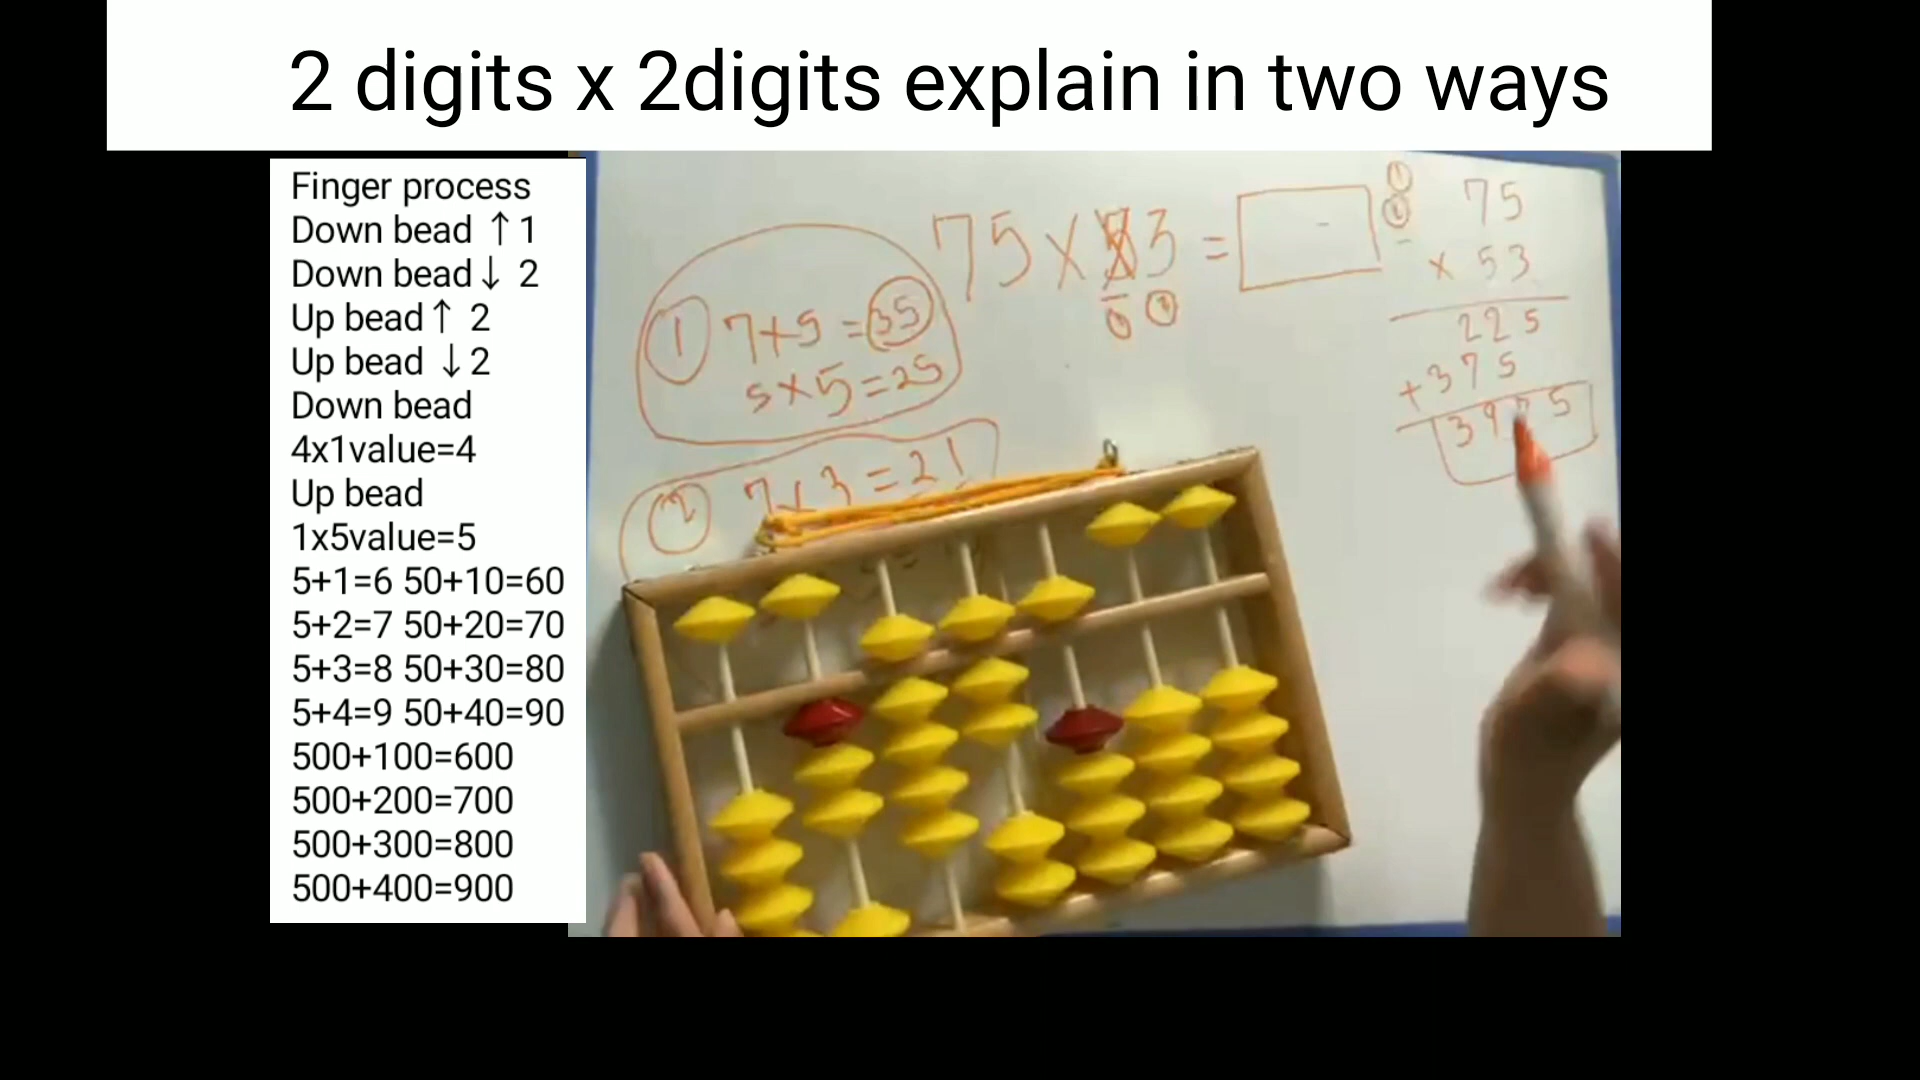 2 digits x 2digits explain in two ways
Finger process
Down bead ↑1
Down bead↓ 2
Up bead↑ 2
Up bead ↓2
Down bead
4x1value=4
Up bead
1x5value=5
5+1=6 50+10=60
5+2=7 50+20=70
5+3=8 50+30=80
5+4=9 50+40=90
500+100=600
500+200=700
500+300=800
500+400=900
75 x 53 =
1 7x5 =35
5x5=25
2 7x3=21
75
x 53
225
+375
3975